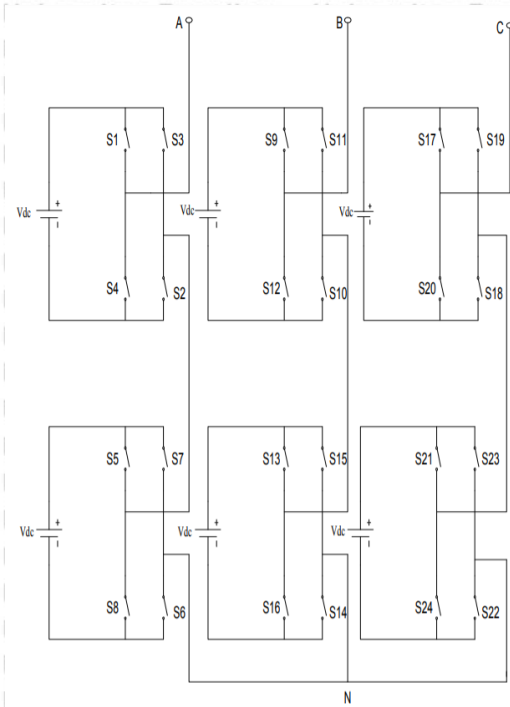 A B C
S1 S3 S9 S11 S17 S19
+ + +
Vdc Vdc Vdc
- - -
S4 S2 S12 S10 S20 S18
S5 S7 S13 S15 S21 S23
+ + +
Vdc Vdc Vdc
- - -
S8 S6 S16 S14 S24 S22
N